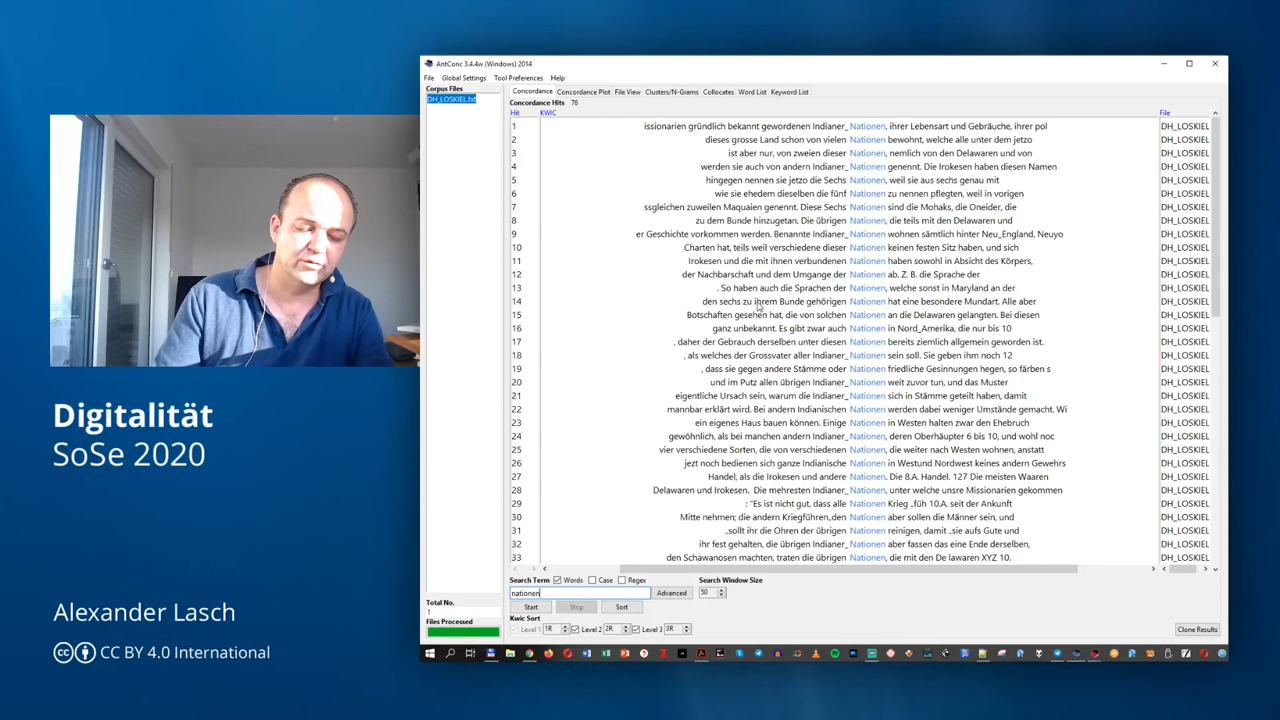 AntConc 3.4.4w (Windows) 2014
File Global Settings Tool Preferences Help
Corpus Files
DH_LOSKIEL.txt
Concordance Concordance Plot File View Clusters/N-Grams Collocates Word List Keyword List
Concordance Hits 76
Hit KWIC File
1 issionarien gründlich bekannt gewordenen Indianer_ Nationen, ihrer Lebensart und Gebräuche, ihrer pol DH_LOSKIEL
2 dieses grosse Land schon von vielen Nationen bewohnt, welche alle unter dem jetzo DH_LOSKIEL
3 ist aber nur, von zweien dieser Nationen, nemlich von den Delawaren und von DH_LOSKIEL
4 werden sie auch von andern Indianer_ Nationen genennt. Die Irokesen haben diesen Namen DH_LOSKIEL
5 hingegen nennen sie jetzo die Sechs Nationen, weil sie aus sechs genau mit DH_LOSKIEL
6 wie sie ehedem dieselben die fünf Nationen zu nennen pflegten, weil in vorigen DH_LOSKIEL
7 ssgleichen zuweilen Maquaien genennt. Diese Sechs Nationen sind die Mohaks, die Oneider, die DH_LOSKIEL
8 zu dem Bunde hinzugetan. Die übrigen Nationen, die teils mit den Delawaren und DH_LOSKIEL
9 er Geschichte vorkommen werden. Benannte Indianer_ Nationen wohnen sämtlich hinter Neu_England, Neuyo DH_LOSKIEL
10 Charten hat, teils weil verschiedene dieser Nationen keinen festen Sitz haben, und sich DH_LOSKIEL
11 Irokesen und die mit ihnen verbundenen Nationen haben sowohl in Absicht des Körpers, DH_LOSKIEL
12 der Nachbarschaft und dem Umgange der Nationen ab. Z. B. die Sprache der DH_LOSKIEL
13 . So haben auch die Sprachen der Nationen, welche sonst in Maryland an der DH_LOSKIEL
14 den sechs zu ihrem Bunde gehörigen Nationen hat eine besondere Mundart. Alle aber DH_LOSKIEL
15 Botschaften gesehen hat, die von solchen Nationen an die Delawaren gelangten. Bei diesen DH_LOSKIEL
16 ganz unbekannt. Es gibt zwar auch Nationen in Nord_Amerika, die nur bis 10 DH_LOSKIEL
17 , daher der Gebrauch derselben unter diesen Nationen bereits ziemlich allgemein geworden ist. DH_LOSKIEL
18 , als welches der Grossvater aller Indianer_ Nationen sein soll. Sie geben ihm noch 12 DH_LOSKIEL
19 , dass sie gegen andere Stämme oder Nationen friedliche Gesinnungen hegen, so färben s DH_LOSKIEL
20 und im Putz allen übrigen Indianer_ Nationen weit zuvor tun, und das Muster DH_LOSKIEL
21 eigentliche Ursach sein, warum die Indianer_ Nationen sich in Stämme geteilt haben, damit DH_LOSKIEL
22 mannbar erklärt wird. Bei andern Indianischen Nationen werden dabei weniger Umstände gemacht. Wi DH_LOSKIEL
23 ein eigenes Haus bauen können. Einige Nationen in Westen halten zwar den Ehebruch DH_LOSKIEL
24 gewöhnlich, als bei manchen andern Indianer_ Nationen, deren Oberhäupter 6 bis 10, und wohl noc DH_LOSKIEL
25 vier verschiedene Sorten, die von verschiedenen Nationen, die weiter nach Westen wohnen, anstatt DH_LOSKIEL
26 jezt noch bedienen sich ganze Indianische Nationen in Westund Nordwest keines andern Gewehrs DH_LOSKIEL
27 Handel, als die Irokesen und andere Nationen. Die 8.A. Handel. 127 Die meisten Waaren DH_LOSKIEL
28 Delawaren und Irokesen. Die mehresten Indianer_ Nationen, unter welche unsre Missionarien gekommen DH_LOSKIEL
29 : "Es ist nicht gut, dass alle Nationen Krieg „füh 10.A. seit der Ankunft DH_LOSKIEL
30 Mitte nehmen; die andern Kriegführe„den Nationen aber sollen die Männer sein, und DH_LOSKIEL
31 „sollt ihr die Ohren der übrigen Nationen reinigen, damit „sie aufs Gute und DH_LOSKIEL
32 ihr fest gehalten, die übrigen Indianer_ Nationen aber fassen das eine Ende derselben, DH_LOSKIEL
33 den Schawanosen machten, traten die übrigen Nationen, die mit den De lawaren XYZ 10. DH_LOSKIEL
Search Term Words Case Regex Search Window Size
nationen Advanced 50
Start Stop Sort
Kwic Sort
Level 1 1R Level 2 2R Level 3 3R Clone Results
Total No.
1
Files Processed
Digitalität
SoSe 2020
Alexander Lasch
CC BY 4.0 International